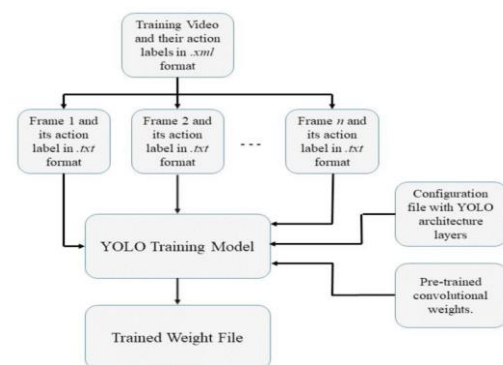 Training Video
and their action
labels in .xml
format
Frame 1 and
its action
label in .txt
format
Frame 2 and
its action
label in .txt
format
...
Frame n and
its action
label in .txt
format
Configuration
file with YOLO
architecture
layers
YOLO Training Model
Pre-trained
convolutional
weights.
Trained Weight File